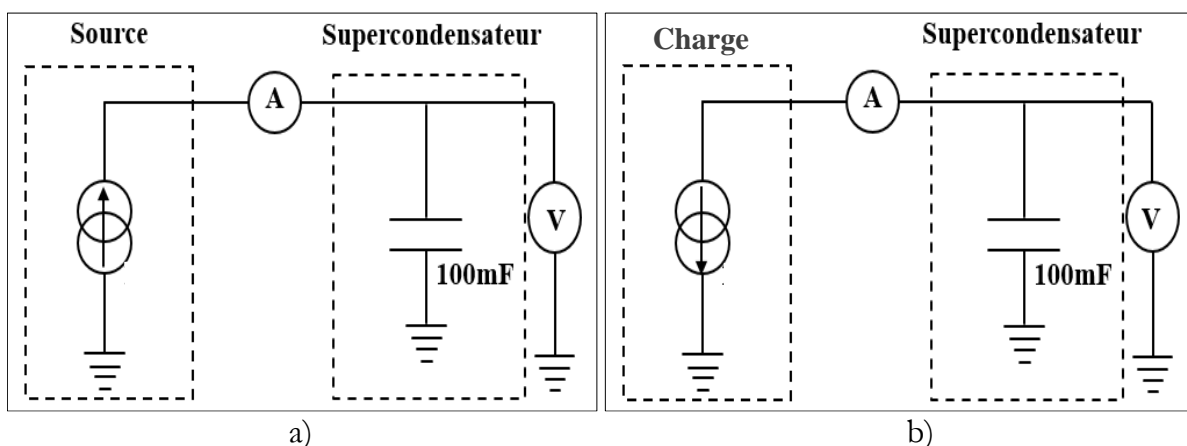 Source
Supercondensateur
A
V
100mF
a)
Charge
Supercondensateur
A
V
100mF
b)